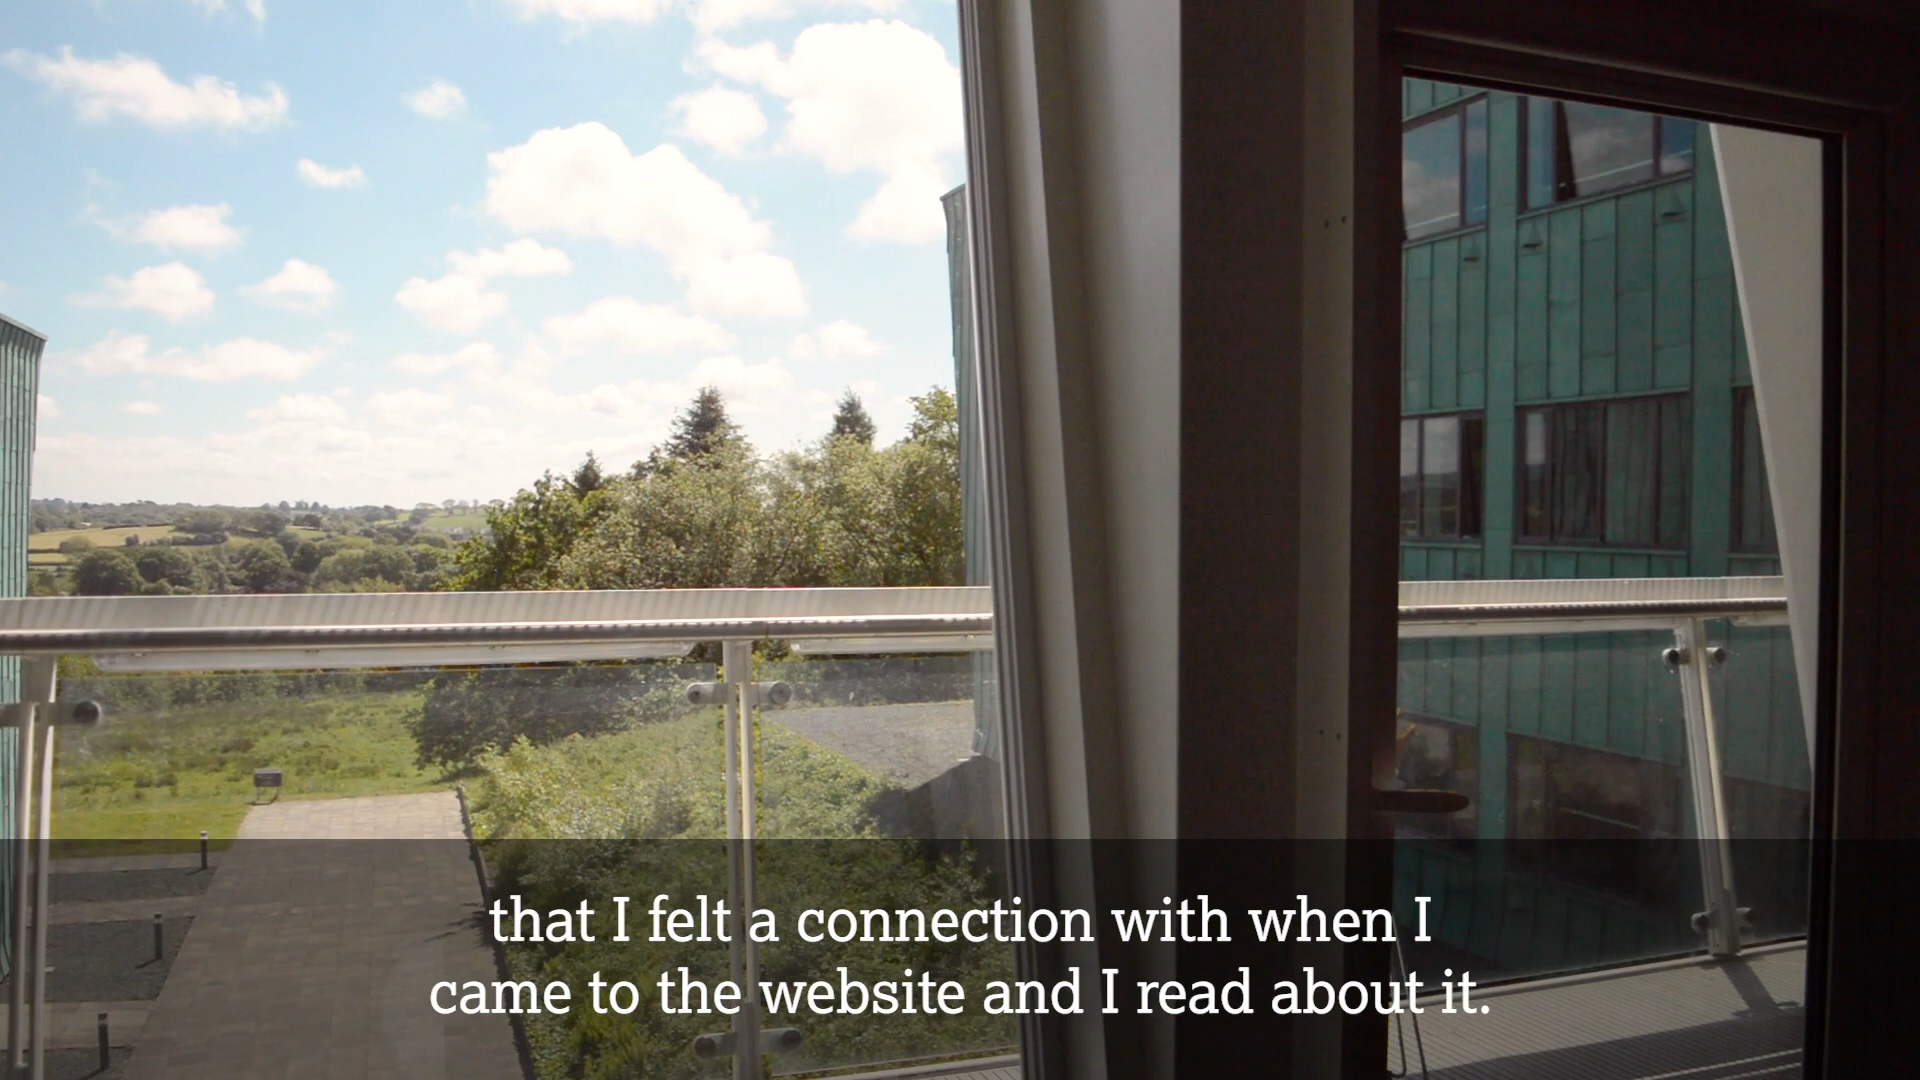 that I felt a connection with when I
came to the website and I read about it.